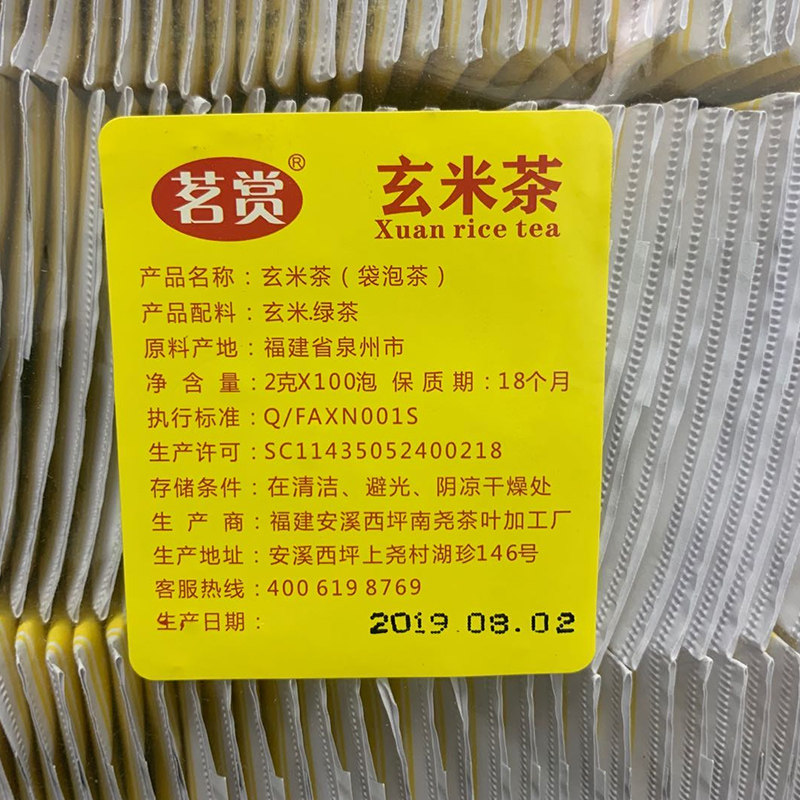 茗赏®
玄米茶
Xuan rice tea
产品名称：玄米茶（袋泡茶）
产品配料：玄米.绿茶
原料产地：福建省泉州市
净 含 量：2克X100泡 保 质 期：18个月
执行标准：Q/FAXN001S
生产许可：SC11435052400218
存储条件：在清洁、避光、阴凉干燥处
生 产 商：福建安溪西坪南尧茶叶加工厂
生产地址：安溪西坪上尧村湖珍146号
客服热线：400 619 8769
生产日期： 2019.08.02